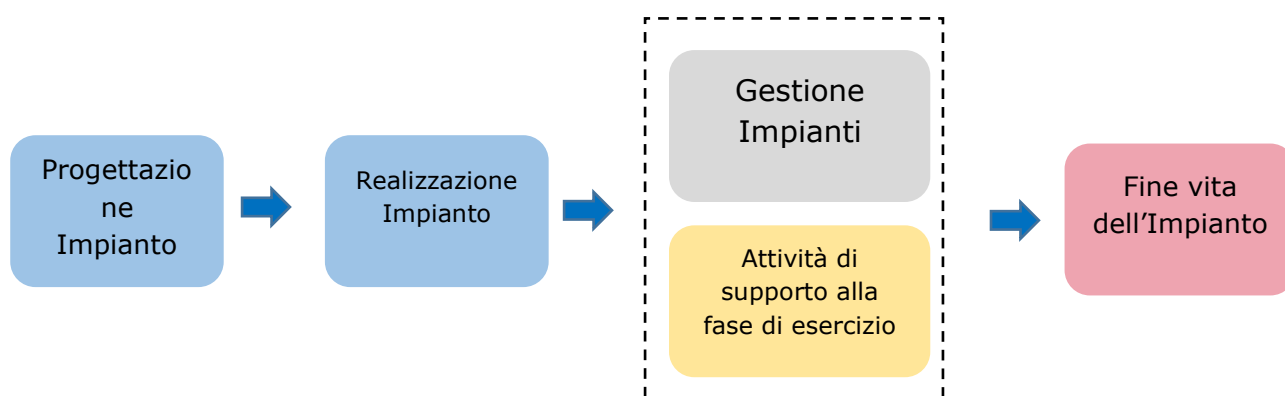 Progettazio
ne
Impianto
Realizzazione
Impianto
Gestione
Impianti
Attività di
supporto alla
fase di esercizio
Fine vita
dell’Impianto